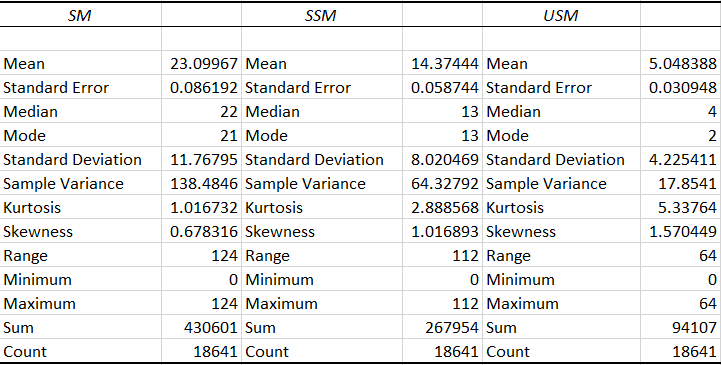 SM SSM USM
Mean 23.09967 Mean 14.37444 Mean 5.048388
Standard Error 0.086192 Standard Error 0.058744 Standard Error 0.030948
Median 22 Median 13 Median 4
Mode 21 Mode 13 Mode 2
Standard Deviation 11.76795 Standard Deviation 8.020469 Standard Deviation 4.225411
Sample Variance 138.4846 Sample Variance 64.32792 Sample Variance 17.8541
Kurtosis 1.016732 Kurtosis 2.888568 Kurtosis 5.33764
Skewness 0.678316 Skewness 1.016893 Skewness 1.570449
Range 124 Range 112 Range 64
Minimum 0 Minimum 0 Minimum 0
Maximum 124 Maximum 112 Maximum 64
Sum 430601 Sum 267954 Sum 94107
Count 18641 Count 18641 Count 18641